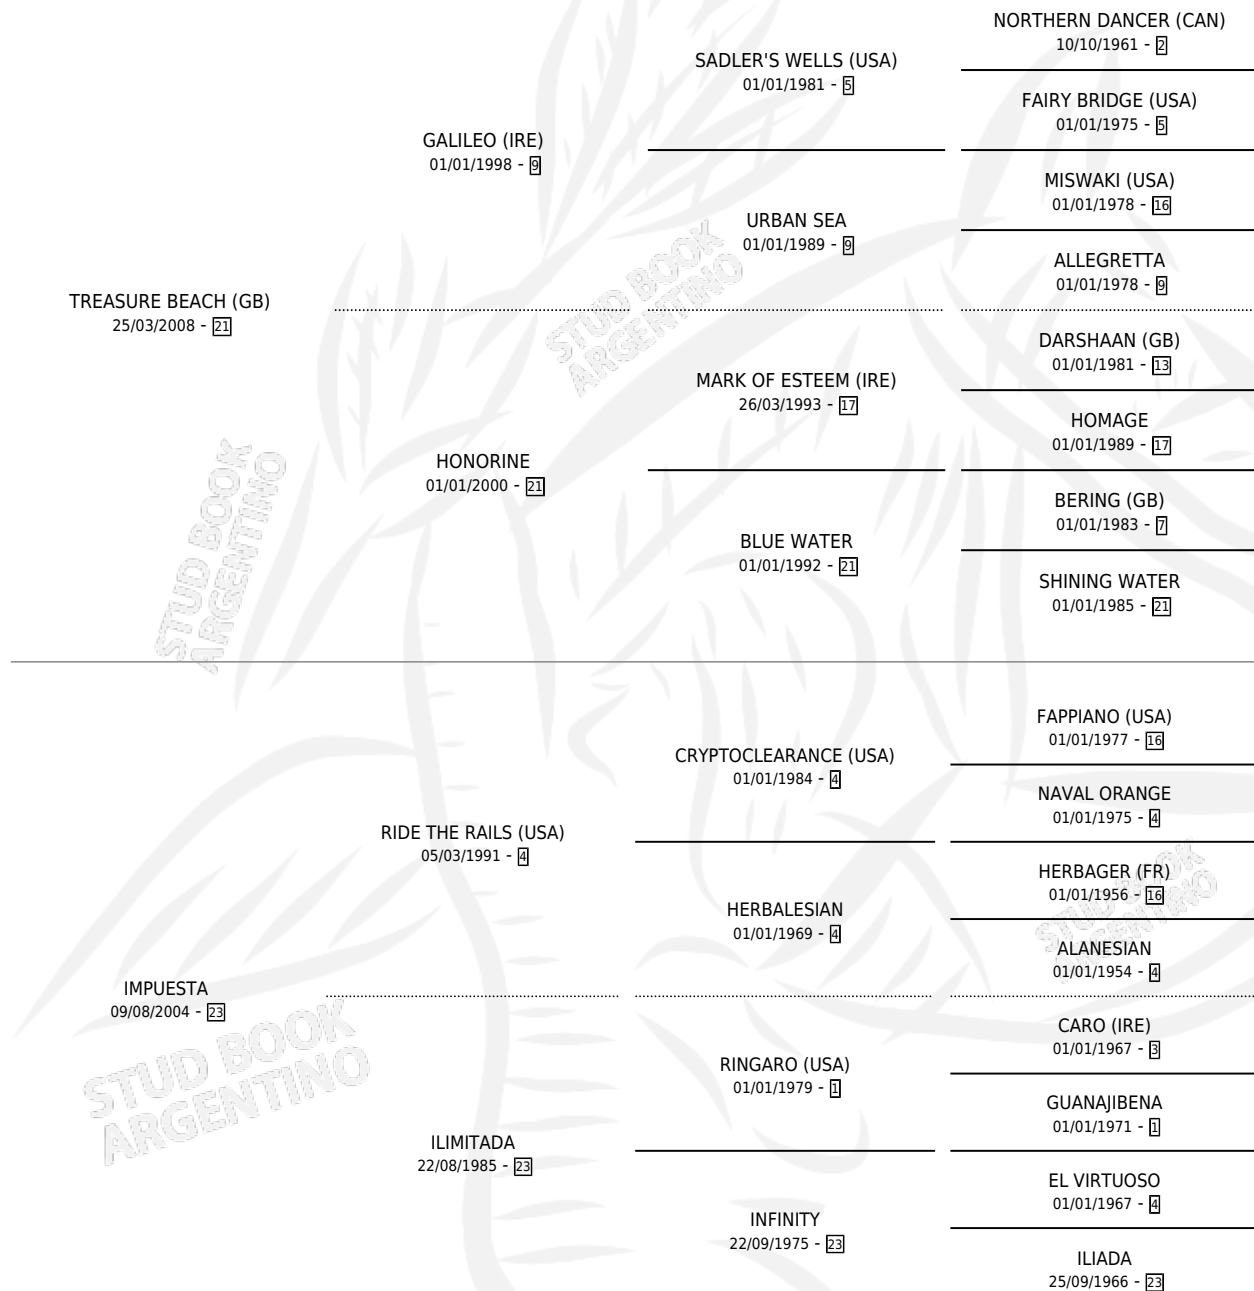 NORTHERN DANCER (CAN)
10/10/1961 - 2
SADLER'S WELLS (USA)
01/01/1981 - 5
FAIRY BRIDGE (USA)
01/01/1975 - 5
GALILEO (IRE)
01/01/1998 - 9
MISWAKI (USA)
01/01/1978 - 16
URBAN SEA
01/01/1989 - 9
ALLEGRETTA
01/01/1978 - 9
TREASURE BEACH (GB)
25/03/2008 - 21
DARSHAAN (GB)
01/01/1981 - 13
MARK OF ESTEEM (IRE)
26/03/1993 - 17
HOMAGE
01/01/1989 - 17
HONORINE
01/01/2000 - 21
BERING (GB)
01/01/1983 - 7
BLUE WATER
01/01/1992 - 21
SHINING WATER
01/01/1985 - 21
FAPPIANO (USA)
01/01/1977 - 16
CRYPTOCLEARANCE (USA)
01/01/1984 - 4
NAVAL ORANGE
01/01/1975 - 4
RIDE THE RAILS (USA)
05/03/1991 - 4
HERBAGER (FR)
01/01/1956 - 16
HERBALESIAN
01/01/1969 - 4
ALANESIAN
01/01/1954 - 4
IMPUESTA
09/08/2004 - 23
CARO (IRE)
01/01/1967 - 3
RINGARO (USA)
01/01/1979 - 1
GUANAJIBENA
01/01/1971 - 1
ILIMITADA
22/08/1985 - 23
EL VIRTUOSO
01/01/1967 - 4
INFINITY
22/09/1975 - 23
ILIADA
25/09/1966 - 23
STUD BOOK
ARGENTINO
STUD BOOK
ARGENTINO
STUD BOOK
ARGENTINO
STUD BOOK
ARGENTINO